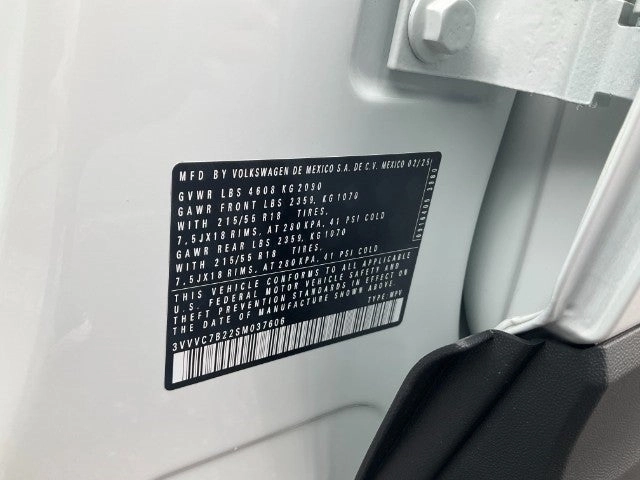 MFD BY VOLKSWAGEN DE MEXICO S.A. DE C.V. MEXICO 02/25!
GVWR LBS 4608 KG 2090
GAWR FRONT LBS 2359, KG 1070
WITH 215/55 R18 TIRES,
7.5JX18 RIMS, AT 280 KPA, 41 PSI COLD
GAWR REAR LBS 2359, KG 1070
WITH 215/55 R18 TIRES,
7.5JX18 RIMS, AT 280 KPA, 41 PSI COLD
THIS VEHICLE CONFORMS TO ALL APPLICABLE
U.S. FEDERAL MOTOR VEHICLE SAFETY AND
THEFT PREVENTION STANDARDS IN EFFECT ON
THE DATE OF MANUFACTURE SHOWN ABOVE.
3VVVC7B22SM037606 TYPE: MPV